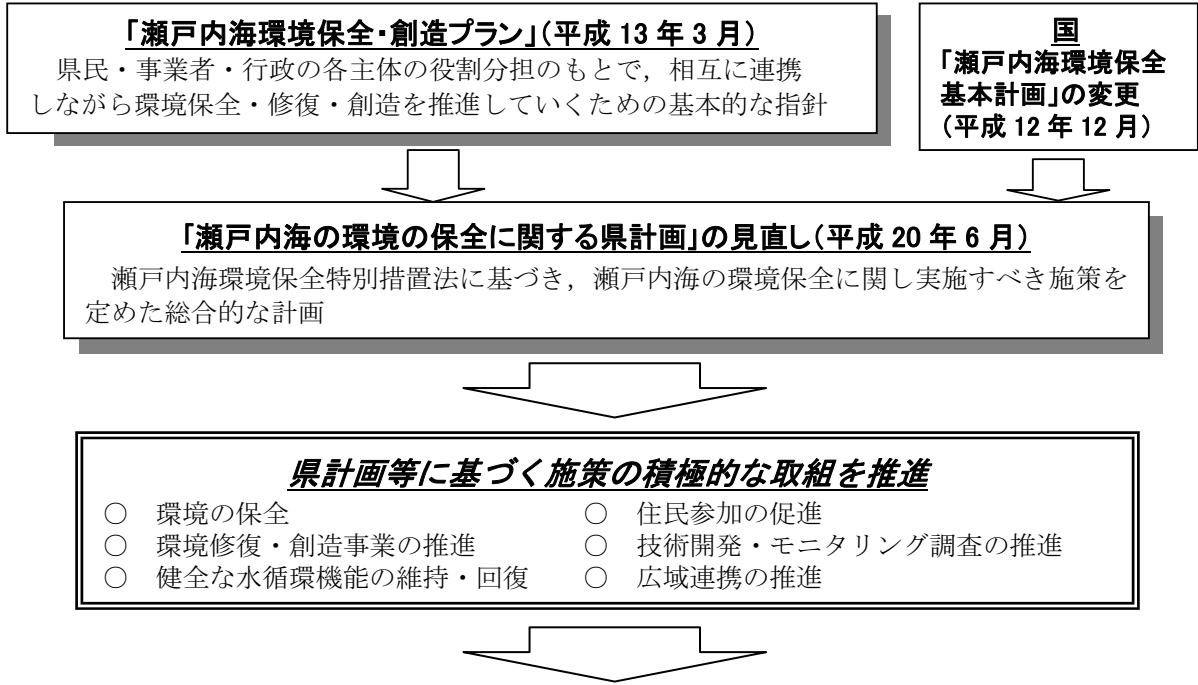 「瀬戸内海環境保全・創造プラン」（平成 13 年 3 月）
県民・事業者・行政の各主体の役割分担のもとで，相互に連携
しながら環境保全・修復・創造を推進していくための基本的な指針
国
「瀬戸内海環境保全
基本計画」の変更
（平成 12 年 12 月）
「瀬戸内海の環境の保全に関する県計画」の見直し（平成 20 年 6 月）
瀬戸内海環境保全特別措置法に基づき，瀬戸内海の環境保全に関し実施すべき施策を
定めた総合的な計画
県計画等に基づく施策の積極的な取組を推進
○ 環境の保全
○ 環境修復・創造事業の推進
○ 健全な水循環機能の維持・回復
○ 住民参加の促進
○ 技術開発・モニタリング調査の推進
○ 広域連携の推進